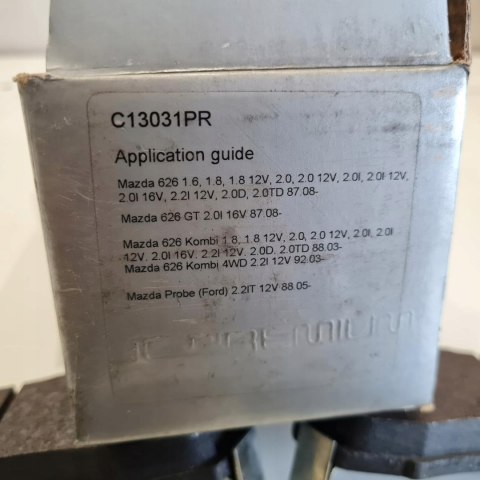 C13031PR
Application guide
Mazda 626 1.6, 1.8, 1.8 12V, 2.0, 2.0 12V, 2.0I, 2.0I 12V,
2.0I 16V, 2.2I 12V, 2.0D, 2.0TD 87.08-
Mazda 626 GT 2.0I 16V 87.08-
Mazda 626 Kombi 1.8, 1.8 12V, 2.0, 2.0 12V, 2.0I, 2.0I
12V, 2.0I 16V, 2.2I 12V, 2.0D, 2.0TD 88.03-
Mazda 626 Kombi 4WD 2.2I 12V 92.03-
Mazda Probe (Ford) 2.2IT 12V 88.05-
PREMIUM